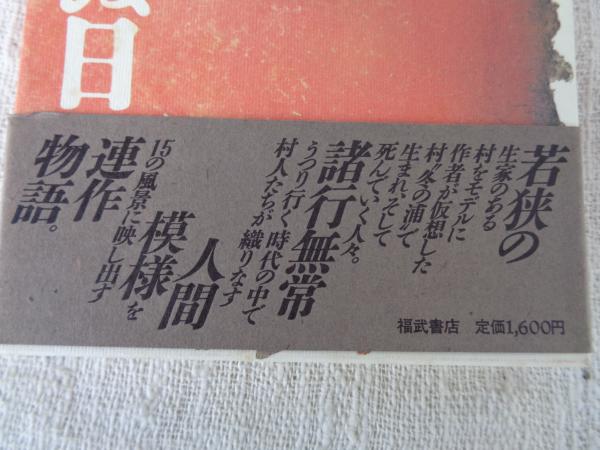 日
若狭の
生家のある
村をモデルに
作者が仮想した
村〝冬の浦〟で
生まれ、そして
死んでいく人々。
諸行無常
うつり行く時代の中で
村人たちが織りなす
人間
模様を
15の風景に映し出す
連作
物語。
福武書店 定価1,600円